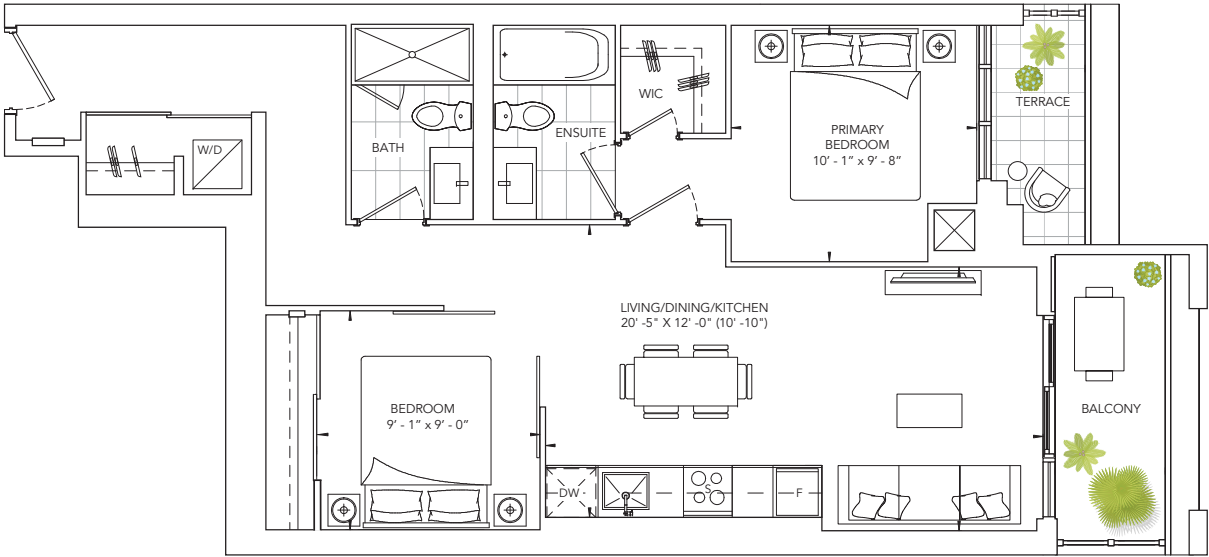 W/D
BATH
ENSUITE
WIC
PRIMARY
BEDROOM
10' - 1" x 9' - 8"
TERRACE
LIVING/DINING/KITCHEN
20' -5" X 12' -0" (10' -10")
BEDROOM
9' - 1" x 9' - 0"
BALCONY
DW
S
F